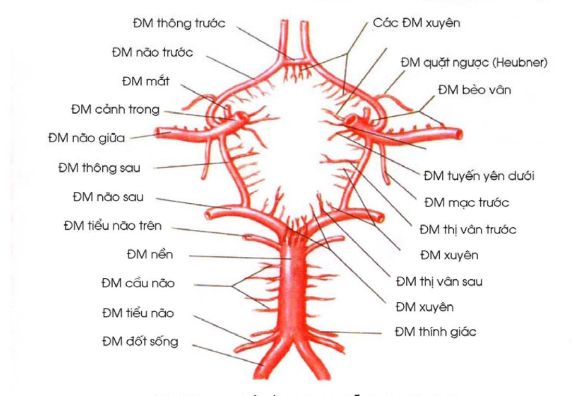 ĐM thông trước
ĐM não trước
ĐM mắt
ĐM cảnh trong
ĐM não giữa
ĐM thông sau
ĐM não sau
ĐM tiểu não trên
ĐM nền
ĐM cầu não
ĐM tiểu não
ĐM đốt sống
Các ĐM xuyên
ĐM quặt ngược (Heubner)
ĐM bèo vân
ĐM tuyến yên dưới
ĐM mạc trước
ĐM thị vân trước
ĐM xuyên
ĐM thị vân sau
ĐM xuyên
ĐM thính giác